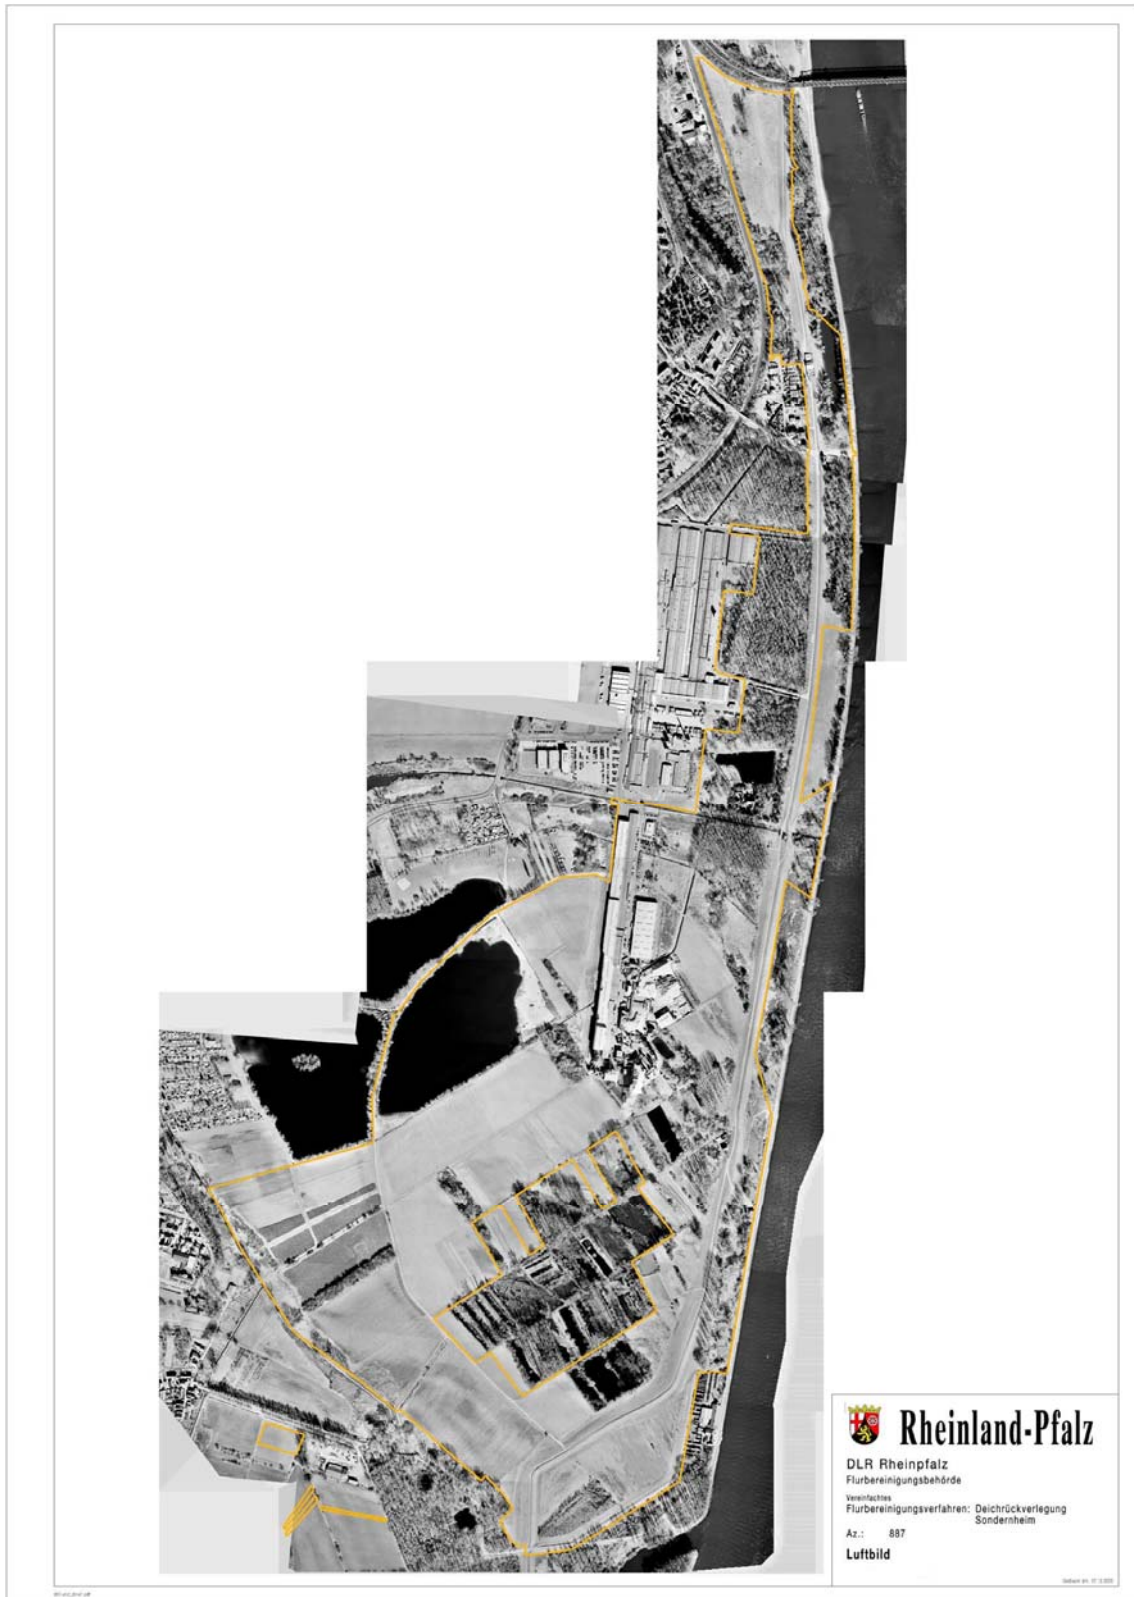 Rheinland-Pfalz
DLR Rheinpfalz
Flurbereinigungsbehörde
Vereinfachtes
Flurbereinigungsverfahren: Deichrückverlegung
Sondernheim
Az.: 887
Luftbild